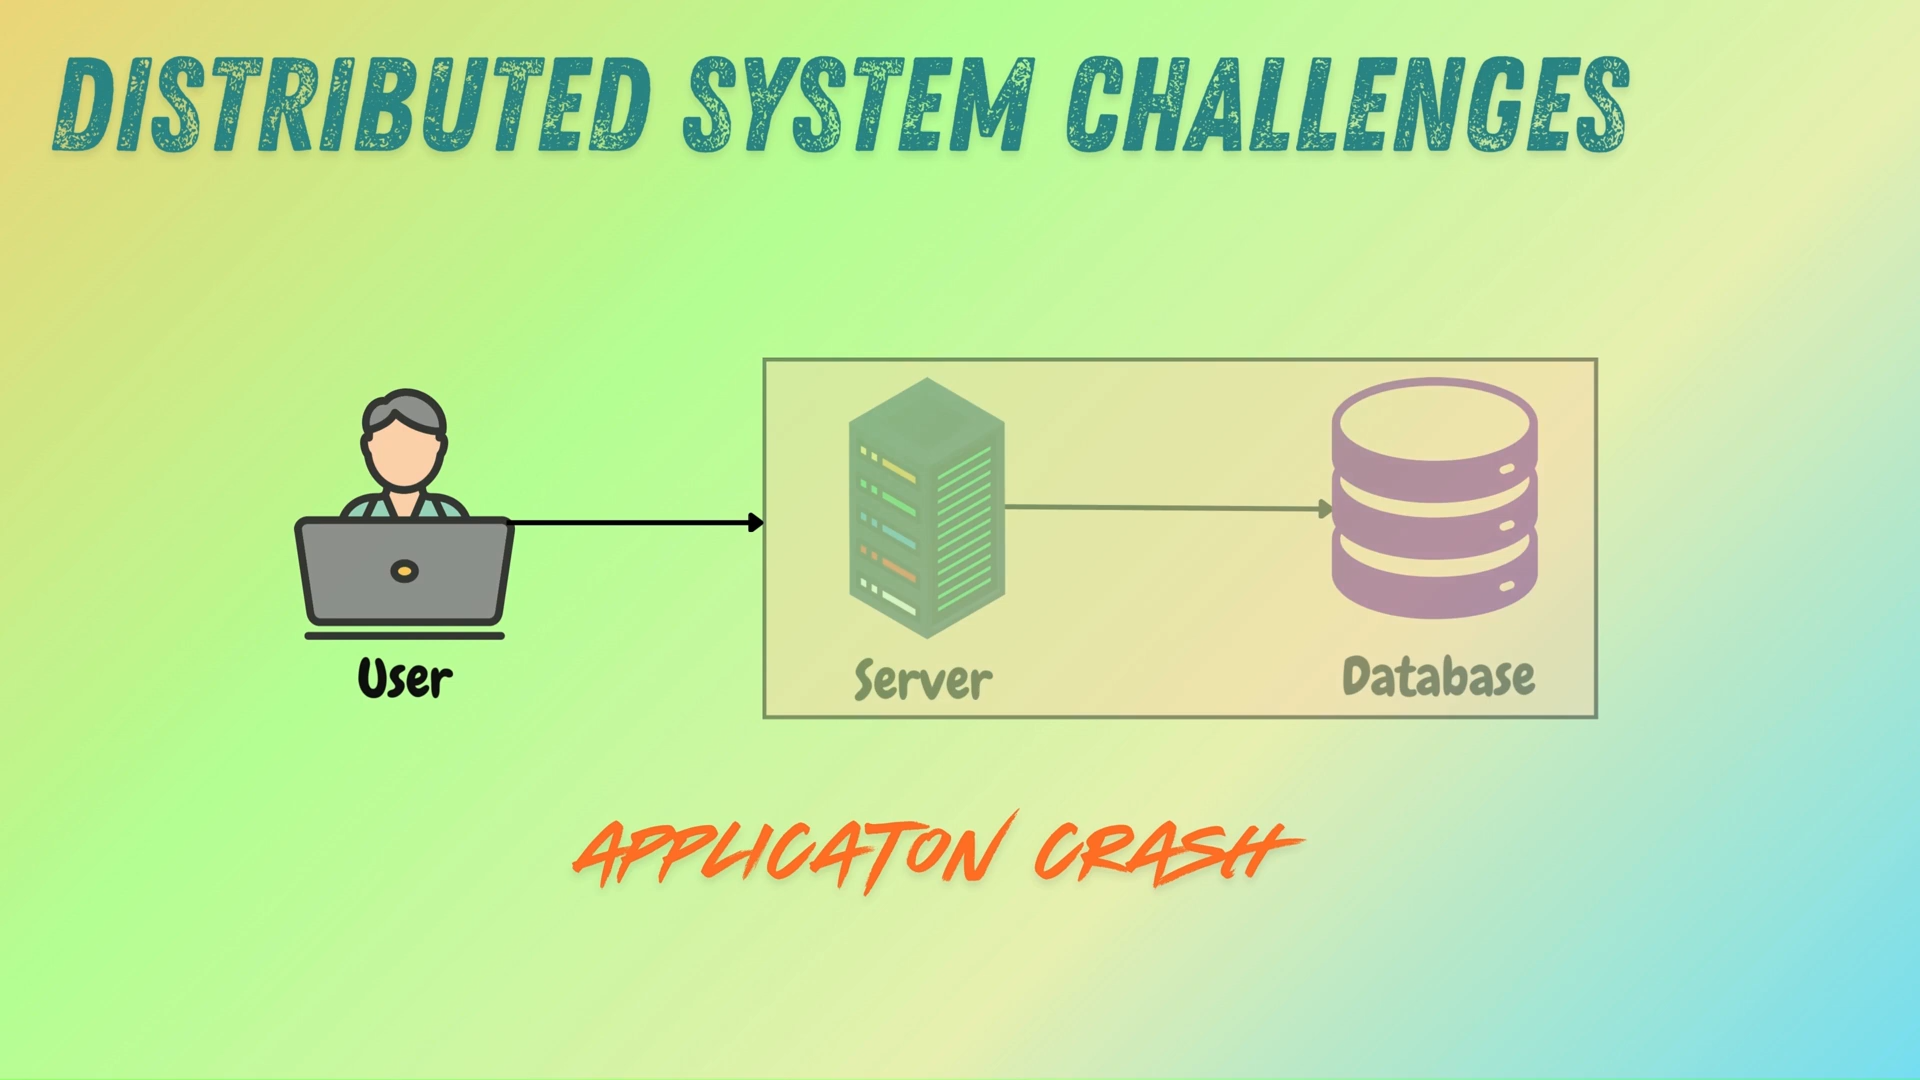 DISTRIBUTED SYSTEM CHALLENGES
User
Server
Database
APPLICATON CRASH